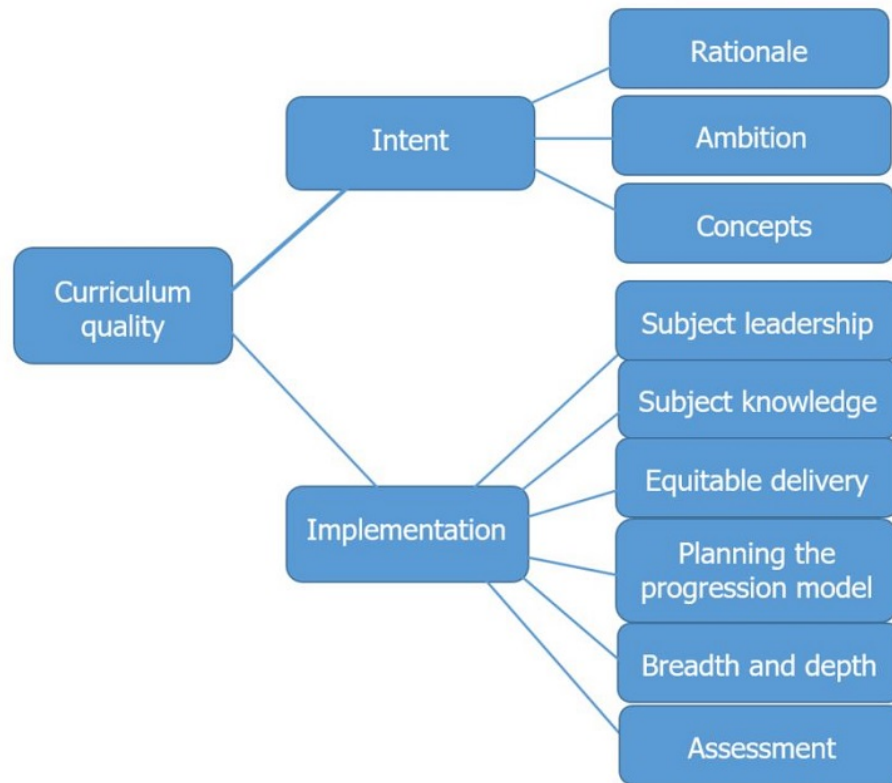 Curriculum
quality
Intent
Rationale
Ambition
Concepts
Implementation
Subject leadership
Subject knowledge
Equitable delivery
Planning the
progression model
Breadth and depth
Assessment